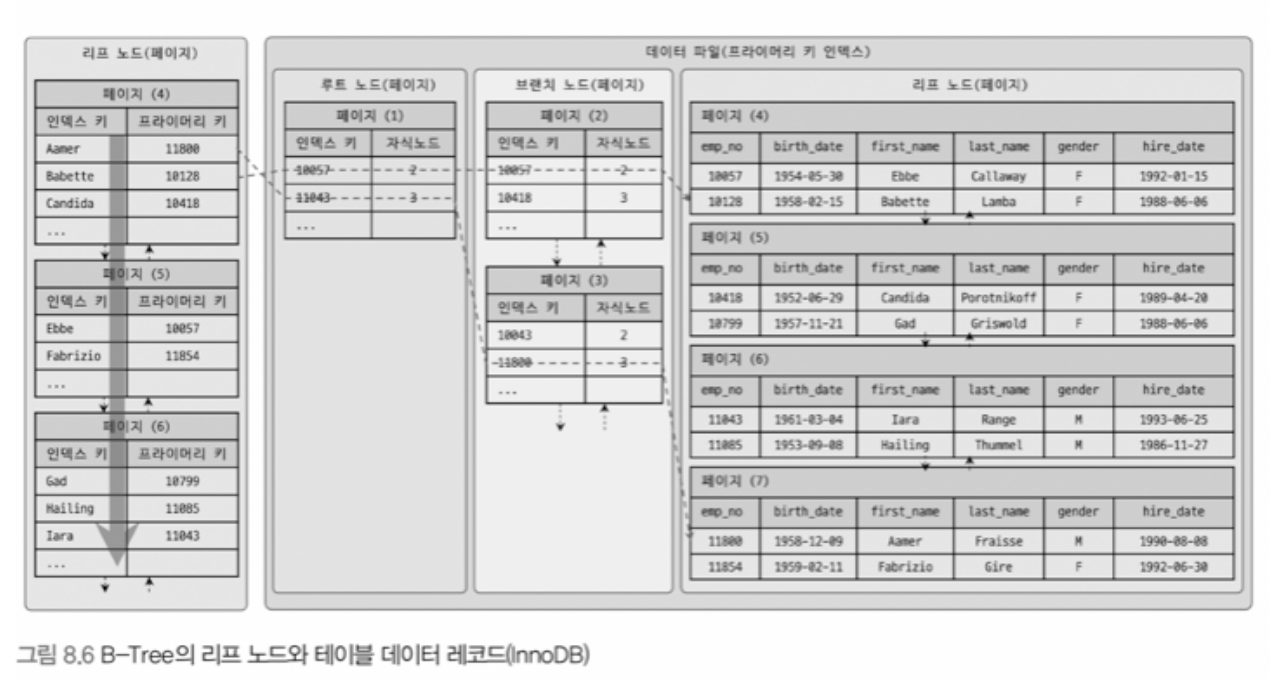 리프 노드(페이지)
페이지 (4)
인덱스 키 프라이머리 키
Aamer 11800
Babette 10128
Candida 10418
...
페이지 (5)
인덱스 키 프라이머리 키
Ebbe 10057
Fabrizio 11854
...
페이지 (6)
인덱스 키 프라이머리 키
Gad 10799
Hailing 11085
Iara 11043
...
데이터 파일(프라이머리 키 인덱스)
루트 노드(페이지)
페이지 (1)
인덱스 키 자식노드
10057 2
11043 3
...
브랜치 노드(페이지)
페이지 (2)
인덱스 키 자식노드
10057 2
10418 3
...
페이지 (3)
인덱스 키 자식노드
10043 2
11800 3
...
리프 노드(페이지)
페이지 (4)
emp_no birth_date first_name last_name gender hire_date
10057 1954-05-30 Ebbe Callaway F 1992-01-15
10128 1958-02-15 Babette Lamba F 1988-06-06
페이지 (5)
emp_no birth_date first_name last_name gender hire_date
10418 1952-06-29 Candida Porotnikoff F 1989-04-20
10799 1957-11-21 Gad Griswold F 1988-06-06
페이지 (6)
emp_no birth_date first_name last_name gender hire_date
11043 1961-03-04 Iara Range M 1993-06-25
11085 1953-09-08 Hailing Thummel M 1986-11-27
페이지 (7)
emp_no birth_date first_name last_name gender hire_date
11800 1958-12-09 Aamer Fraisse M 1990-08-08
11854 1959-02-11 Fabrizio Gire F 1992-06-30
그림 8.6 B-Tree의 리프 노드와 테이블 데이터 레코드(InnoDB)